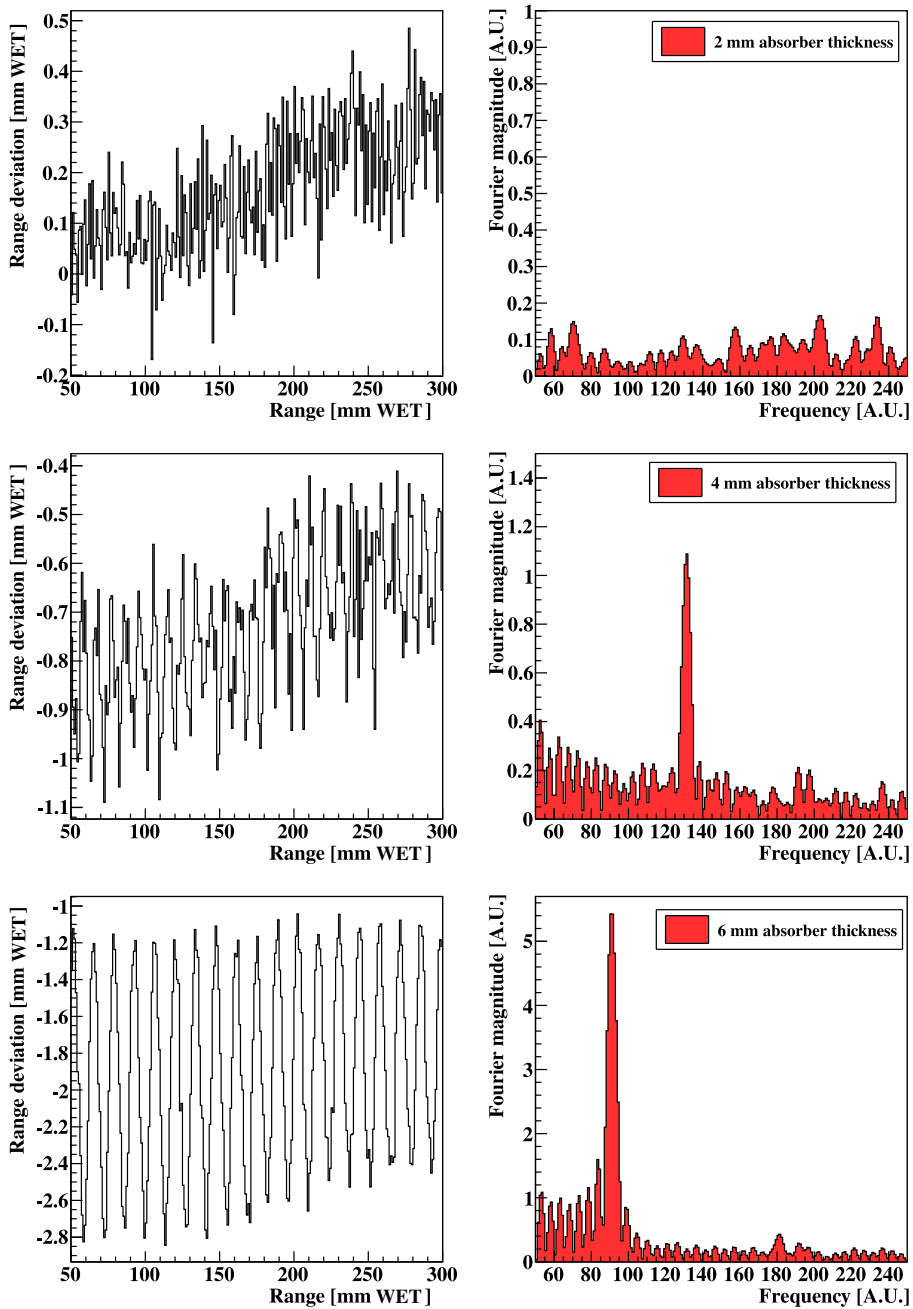 Range deviation [mm WET]
0.5
0.4
0.3
0.2
0.1
0
-0.1
-0.2
50 100 150 200 250 300
Range [mm WET]
Fourier magnitude [A.U.]
1
0.9
0.8
0.7
0.6
0.5
0.4
0.3
0.2
0.1
0
2 mm absorber thickness
60 80 100 120 140 160 180 200 220 240
Frequency [A.U.]
Range deviation [mm WET]
-0.4
-0.5
-0.6
-0.7
-0.8
-0.9
-1
-1.1
50 100 150 200 250 300
Range [mm WET]
Fourier magnitude [A.U.]
1.4
1.2
1
0.8
0.6
0.4
0.2
0
4 mm absorber thickness
60 80 100 120 140 160 180 200 220 240
Frequency [A.U.]
Range deviation [mm WET]
-1
-1.2
-1.4
-1.6
-1.8
-2
-2.2
-2.4
-2.6
-2.8
50 100 150 200 250 300
Range [mm WET]
Fourier magnitude [A.U.]
5
4
3
2
1
0
6 mm absorber thickness
60 80 100 120 140 160 180 200 220 240
Frequency [A.U.]